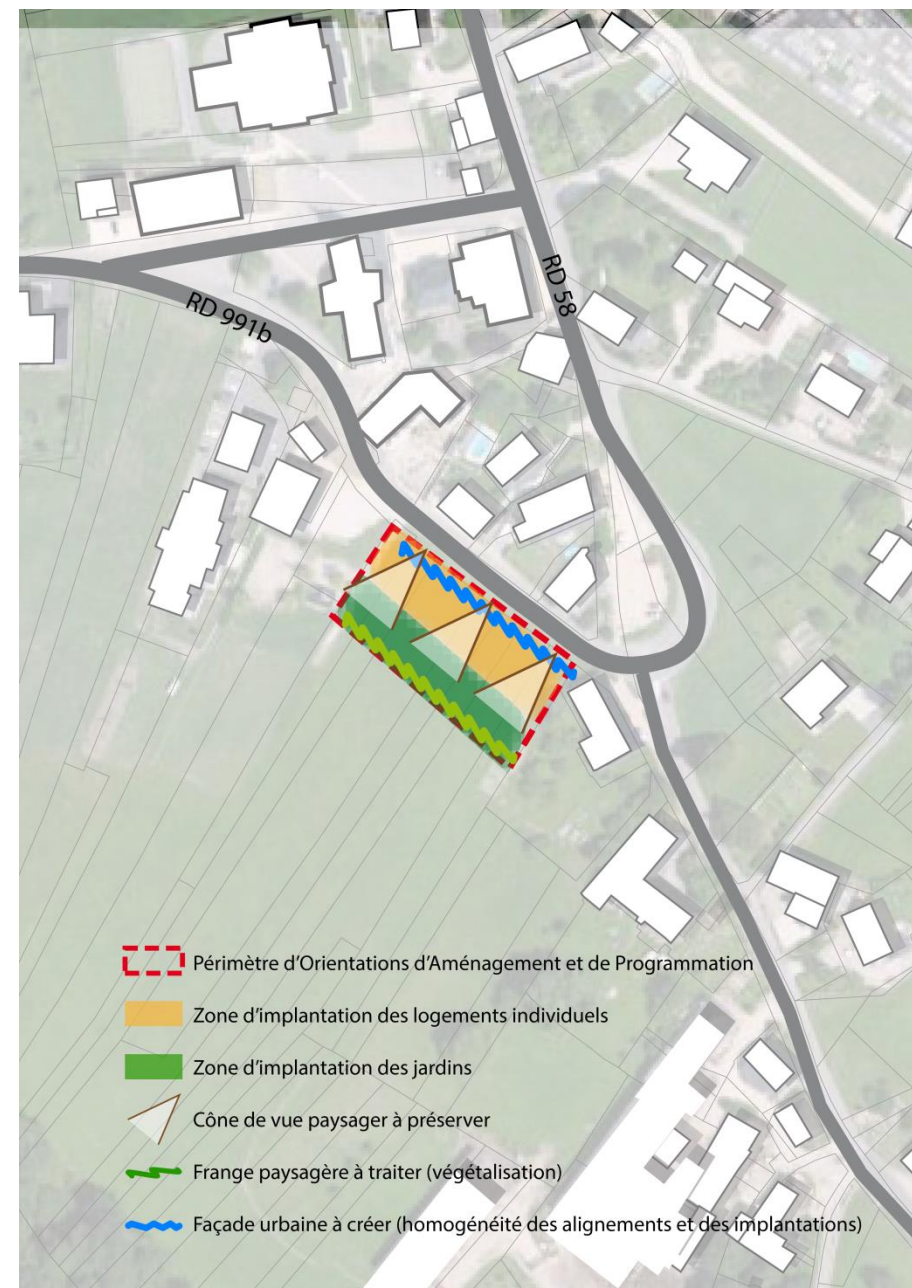 RD 58
RD 991b
Périmètre d'Orientations d'Aménagement et de Programmation
Zone d'implantation des logements individuels
Zone d'implantation des jardins
Cône de vue paysager à préserver
Frange paysagère à traiter (végétalisation)
Façade urbaine à créer (homogénéité des alignements et des implantations)